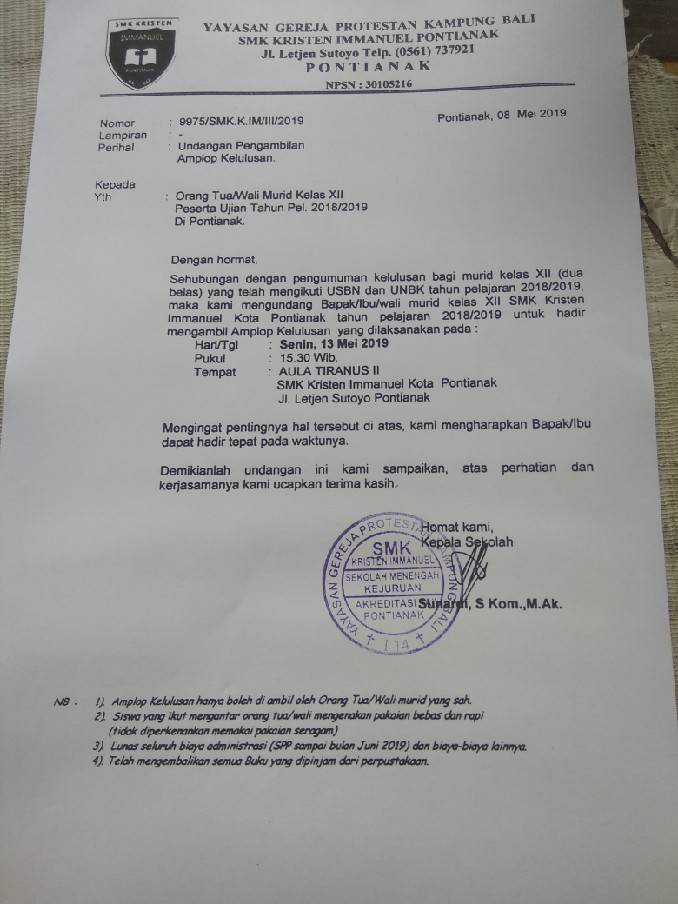 SMK KRISTEN
IMMANUEL
YAYASAN GEREJA PROTESTAN KAMPUNG BALI
SMK KRISTEN IMMANUEL PONTIANAK
Jl. Letjen Sutoyo Telp. (0561) 737921
PONTIANAK
NPSN : 30105216
Pontianak, 08 Mei 2019
Nomor : 9975/SMK.K.IM/III/2019
Lampiran : -
Perihal : Undangan Pengambilan
Amplop Kelulusan.
Kepada
Yth : Orang Tua/Wali Murid Kelas XII
Peserta Ujian Tahun Pel. 2018/2019
Di Pontianak.
Dengan hormat,
Sehubungan dengan pengumuman kelulusan bagi murid kelas XII (dua
belas) yang telah mengikuti USBN dan UNBK tahun pelajaran 2018/2019,
maka kami mengundang Bapak/Ibu/wali murid kelas XII SMK Kristen
Immanuel Kota Pontianak tahun pelajaran 2018/2019 untuk hadir
mengambil Amplop Kelulusan yang dilaksanakan pada :
Hari/Tgl : Senin, 13 Mei 2019
Pukul : 15.30 Wib.
Tempat : AULA TIRANUS II
SMK Kristen Immanuel Kota Pontianak
Jl. Letjen Sutoyo Pontianak
Mengingat pentingnya hal tersebut di atas, kami mengharapkan Bapak/Ibu
dapat hadir tepat pada waktunya.
Demikianlah undangan ini kami sampaikan, atas perhatian dan
kerjasamanya kami ucapkan terima kasih.
Hormat kami,
Kepala Sekolah
YAYASAN GEREJA PROTESTAN KAMPUNG BALI
SMK
KRISTEN IMMANUEL
SEKOLAH MENENGAH
KEJURUAN
AKREDITASI
PONTIANAK
Sunardi, S Kom.,M.Ak.
NB : 1). Amplop Kelulusan hanya boleh di ambil oleh Orang Tua/Wali murid yang sah.
2). Siswa yang ikut mengantar orang tua/wali mengenakan pakaian bebas dan rapi
(tidak diperkenankan memakai pakaian seragam)
3). Lunas seluruh biaya administrasi (SPP sampai bulan Juni 2019) dan biaya-biaya lainnya.
4). Telah mengembalikan semua Buku yang dipinjam dari perpustakaan.